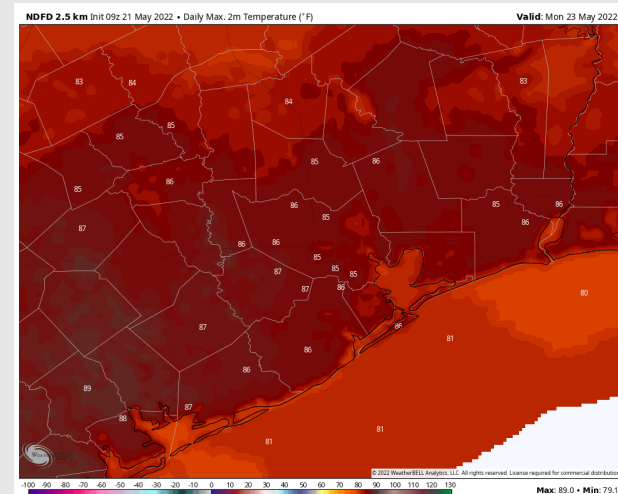 NDFD 2.5 km Init 09z 21 May 2022 • Daily Max. 2m Temperature (°F) Valid: Mon 23 May 2022
83 84 83
84
85 85
85 86
86
85
86 85 86
87 85 86
86 86
85
87 85 85
87 86 80
87 86 81
86
86
89
87
88
81
81
© 2022 WeatherBELL Analytics, LLC. All rights reserved. License required for commercial distribution
-100 -90 -80 -70 -60 -50 -40 -30 -20 -10 0 10 20 30 40 50 60 70 80 90 100 110 120 130
Max: 89.0 • Min: 79.1